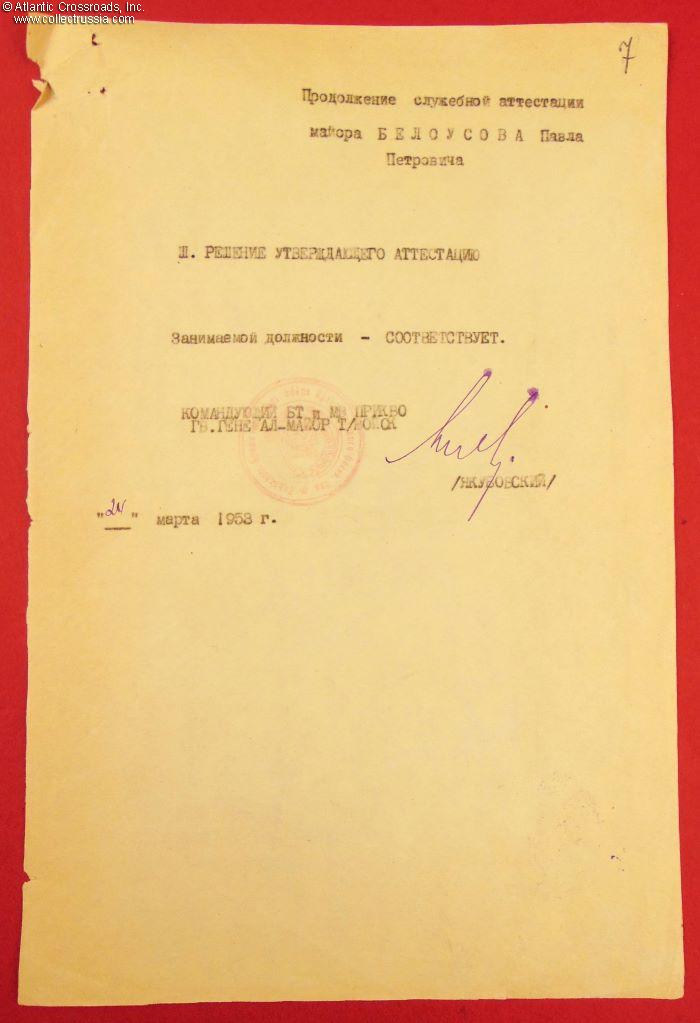 © Atlantic Crossroads, Inc.
www.collectrussia.com
7
Продолжение служебной аттестации
майора БЕЛОУСОВА Павла
Петровича
Ш. РЕШЕНИЕ УТВЕРЖДАЮЩЕГО АТТЕСТАЦИЮ
Занимаемой должности - СООТВЕТСТВУЕТ.
КОМАНДУЮЩИЙ БТ и МВ ПРИКВО
ГВ.ГЕНЕРАЛ-МАЙОР Т/ВОЙСК
/ЯКУБОВСКИЙ/
"24" марта 1953 г.